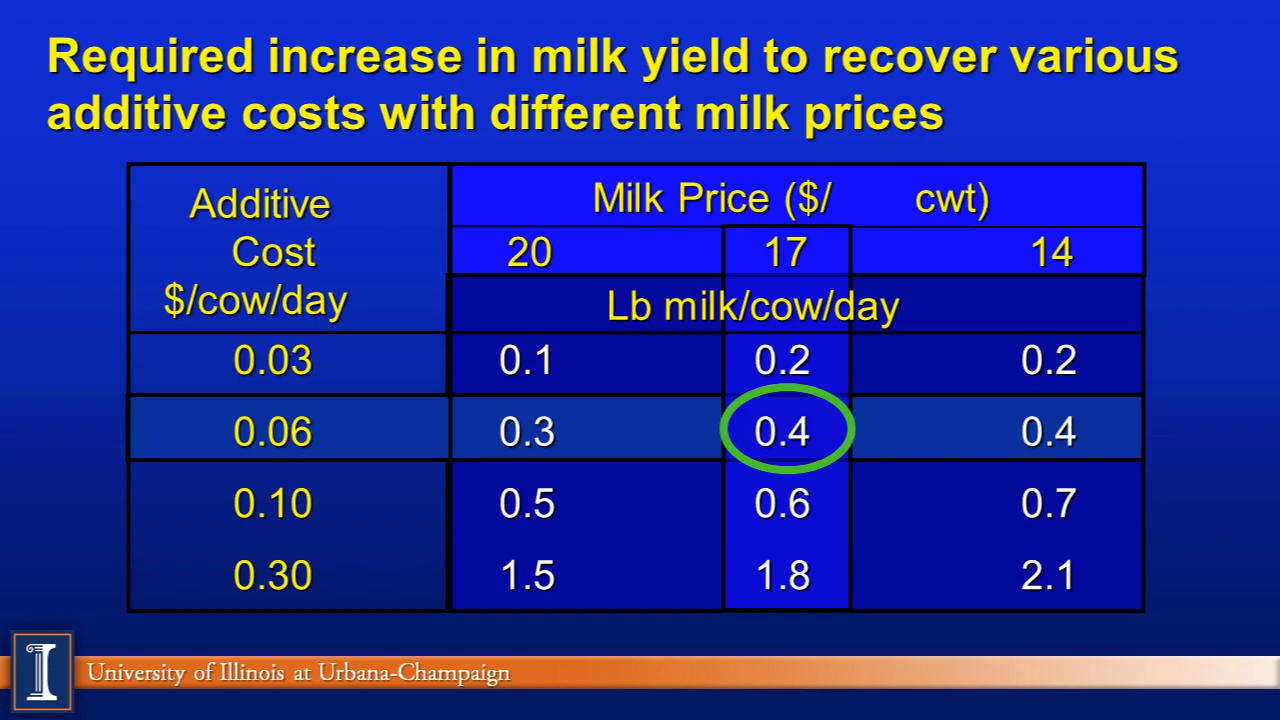 Required increase in milk yield to recover various
additive costs with different milk prices
Additive
Cost
$/cow/day
Milk Price ($/ cwt)
20 17 14
Lb milk/cow/day
0.03 0.1 0.2 0.2
0.06 0.3 0.4 0.4
0.10 0.5 0.6 0.7
0.30 1.5 1.8 2.1
I
University of Illinois at Urbana-Champaign